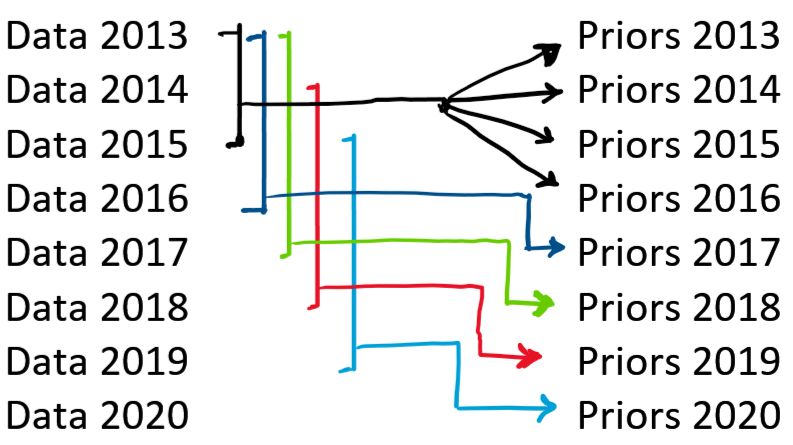 Data 2013 Priors 2013
Data 2014 Priors 2014
Data 2015 Priors 2015
Data 2016 Priors 2016
Data 2017 Priors 2017
Data 2018 Priors 2018
Data 2019 Priors 2019
Data 2020 Priors 2020